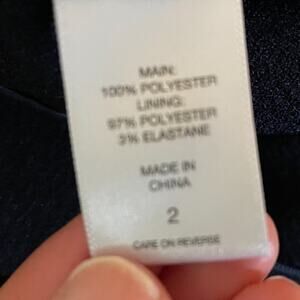 MAIN:
100% POLYESTER
LINING:
97% POLYESTER
3% ELASTANE
MADE IN
CHINA
2
CARE ON REVERSE